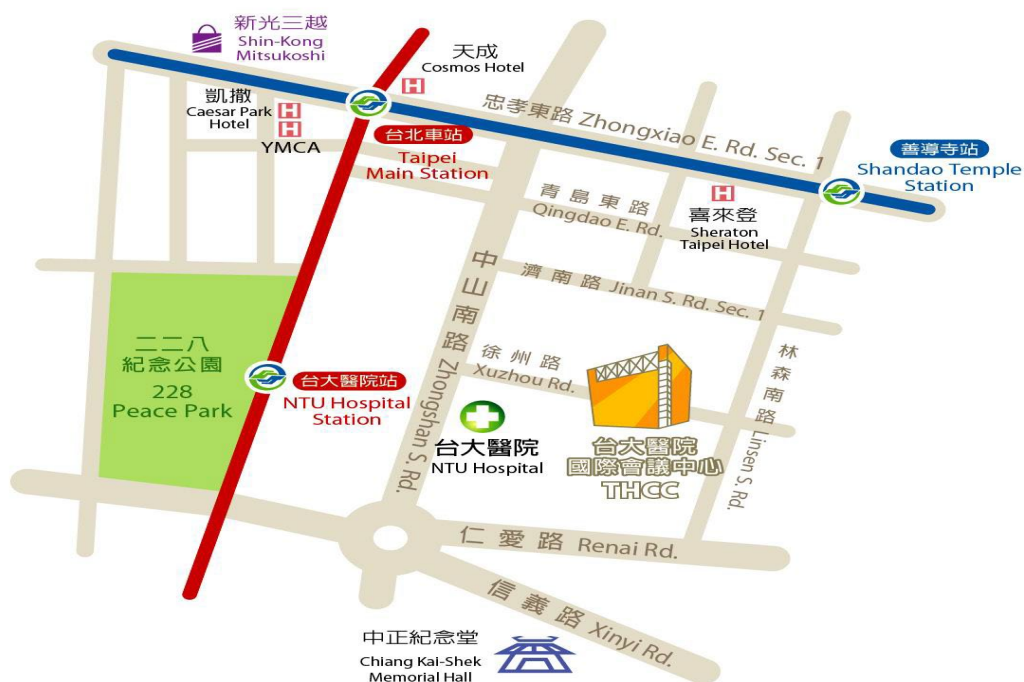 新光三越
Shin-Kong
Mitsukoshi
天成
Cosmos Hotel
凱撒
Caesar Park
Hotel
YMCA
台北車站
Taipei
Main Station
忠孝東路 Zhongxiao E. Rd. Sec. 1
善導寺站
Shandao Temple
Station
青島東路
Qingdao E. Rd.
喜來登
Sheraton
Taipei Hotel
濟南路 Jinan S. Rd. Sec. 1
中山南路 Zhongshan S. Rd.
二二八
紀念公園
228
Peace Park
台大醫院站
NTU Hospital
Station
徐州路
Xuzhou Rd.
林森南路 Linsen S. Rd.
台大醫院
NTU Hospital
台大醫院
國際會議中心
THCC
仁愛路 Renai Rd.
信義路 Xinyi Rd.
中正紀念堂
Chiang Kai-Shek
Memorial Hall